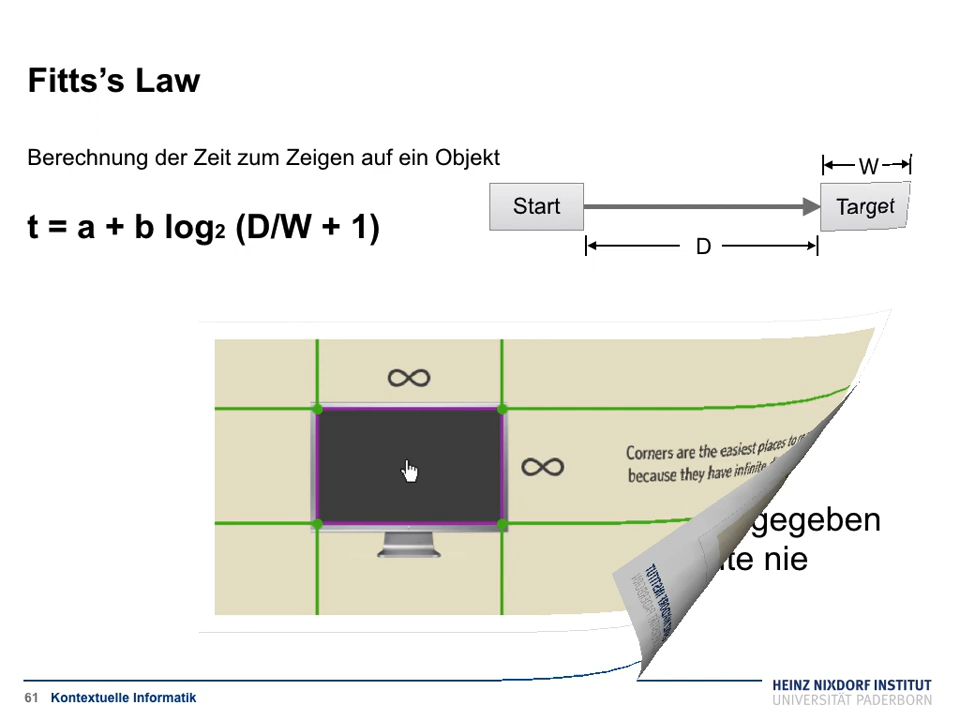 Fitts’s Law
Berechnung der Zeit zum Zeigen auf ein Objekt
t = a + b log2 (D/W + 1)
W
Start
Target
D
∞
∞
Corners are the easiest places to
because they have infinite
gegeben
nie
61 Kontextuelle Informatik
HEINZ NIXDORF INSTITUT
UNIVERSITÄT PADERBORN